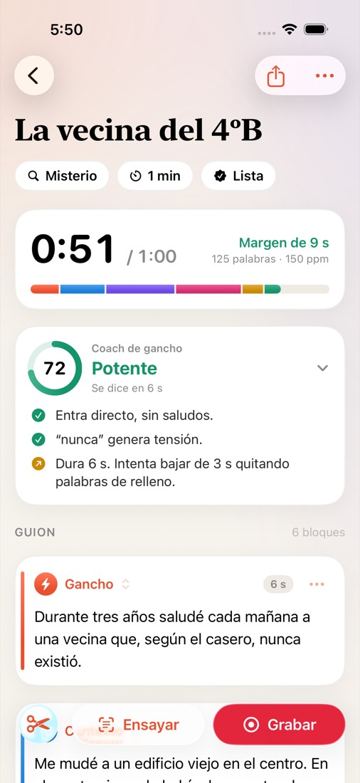 5:50
La vecina del 4ºB
Misterio
1 min
Lista
0:51 / 1:00
Margen de 9 s
125 palabras · 150 ppm
72
Coach de gancho
Potente
Se dice en 6 s
Entra directo, sin saludos.
“nunca” genera tensión.
Dura 6 s. Intenta bajar de 3 s quitando
palabras de relleno.
GUION
6 bloques
Gancho
6 s
Durante tres años saludé cada mañana a
una vecina que, según el casero, nunca
existió.
Ensayar
Grabar
Me mudé a un edificio viejo en el centro. En